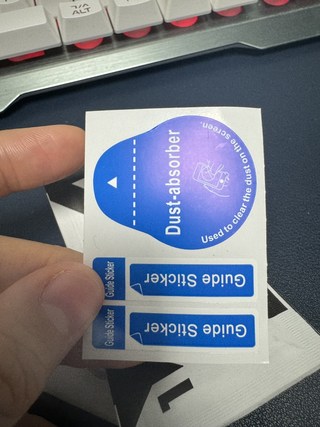 ALT
Dust-absorber
Used to clear the dust on the screen.
Guide Sticker
Guide Sticker
Guide Sticker
Guide Sticker
L